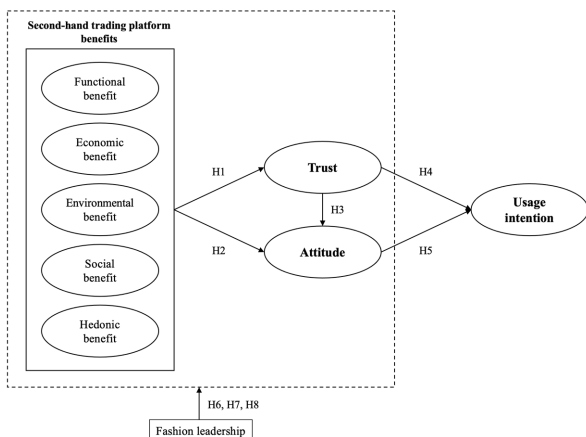 Second-hand trading platform
benefits
Functional
benefit
Economic
benefit
Environmental
benefit
Social
benefit
Hedonic
benefit
H1
H2
Trust
H3
Attitude
H4
H5
Usage
intention
H6, H7, H8
Fashion leadership